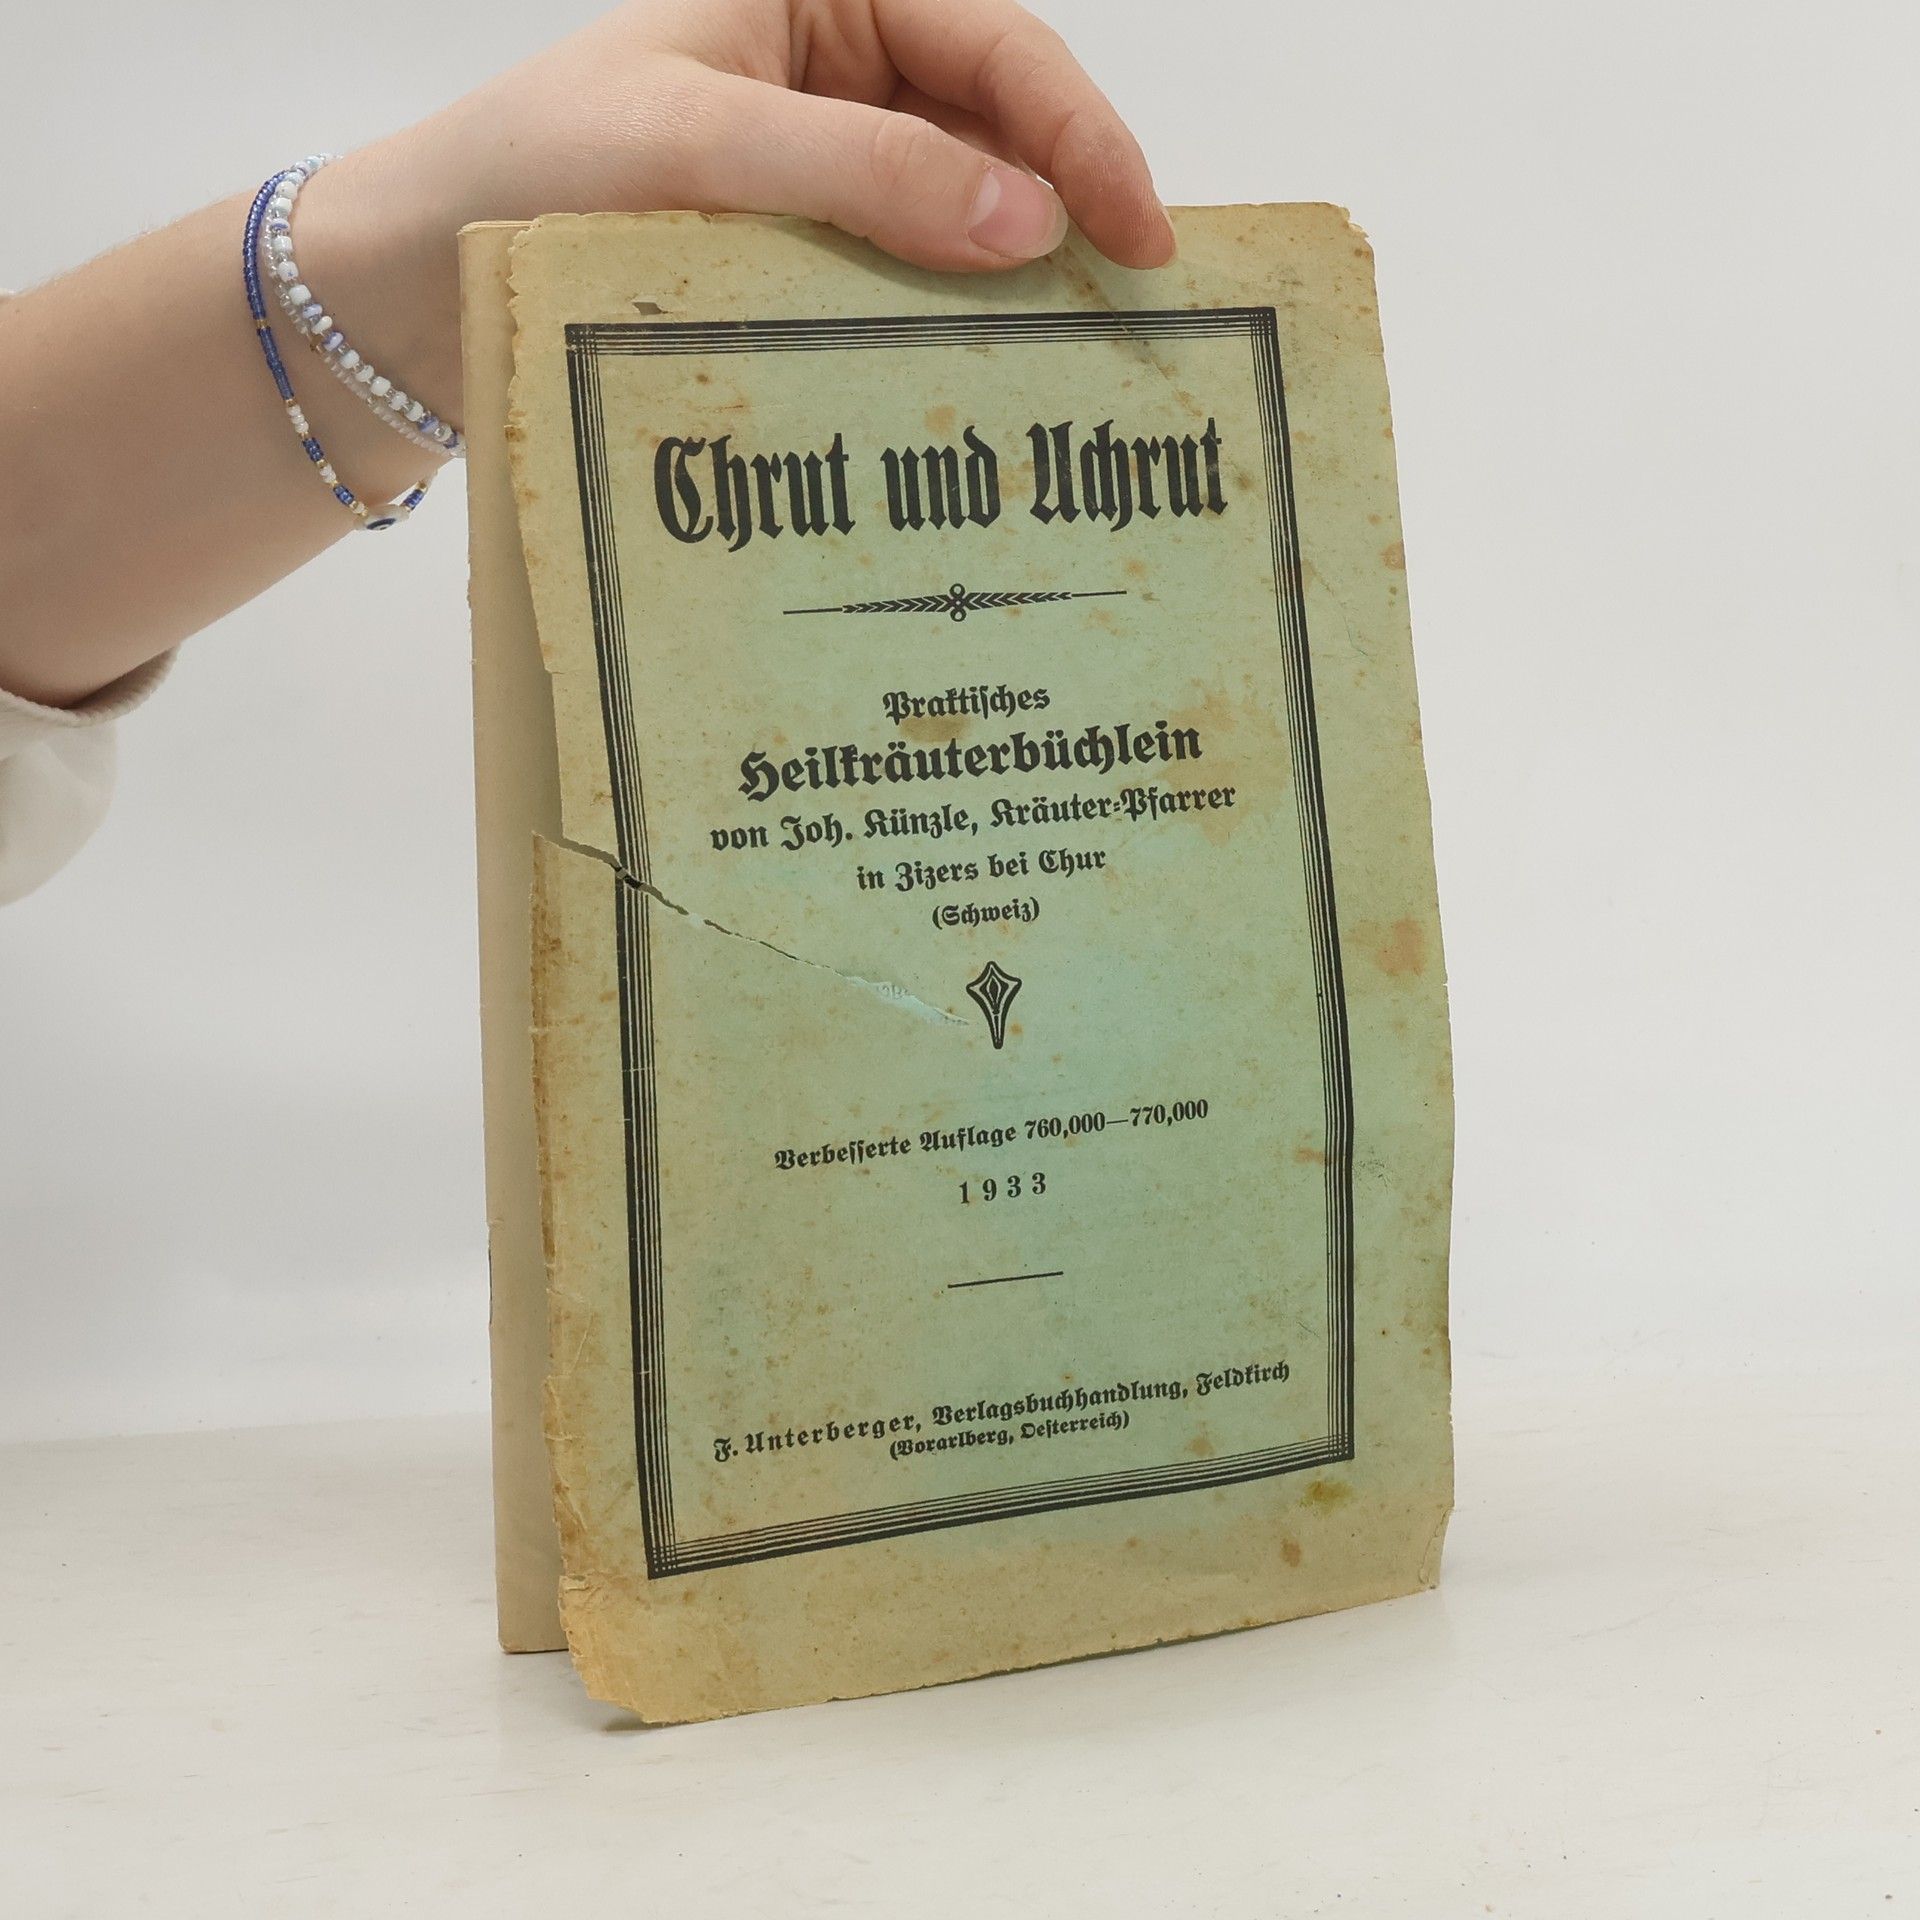 Chrut und Uchrut
Praktisches
Heilkräuterbüchlein
von Joh. Künzle, Kräuter-Pfarrer
in Zizers bei Chur
(Schweiz)
Verbesserte Auflage 760,000—770,000
1933
F. Unterberger, Verlagsbuchhandlung, Feldkirch
(Vorarlberg, Oesterreich)